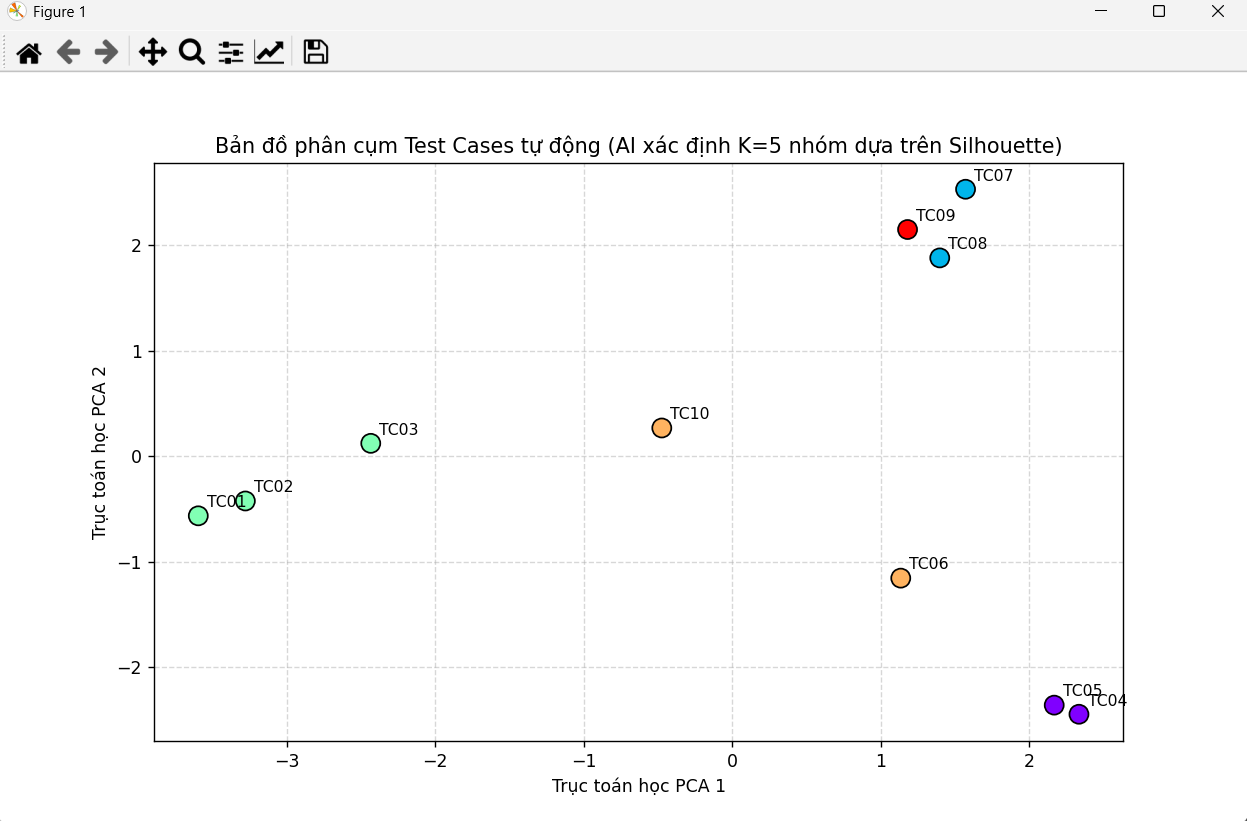 Figure 1
Bản đồ phân cụm Test Cases tự động (AI xác định K=5 nhóm dựa trên Silhouette)
TC07
TC09
TC08
TC10
TC03
TC02
TC01
TC06
TC05
TC04
2
1
0
−1
−2
Trục toán học PCA 2
−3
−2
−1
0
1
2
Trục toán học PCA 1